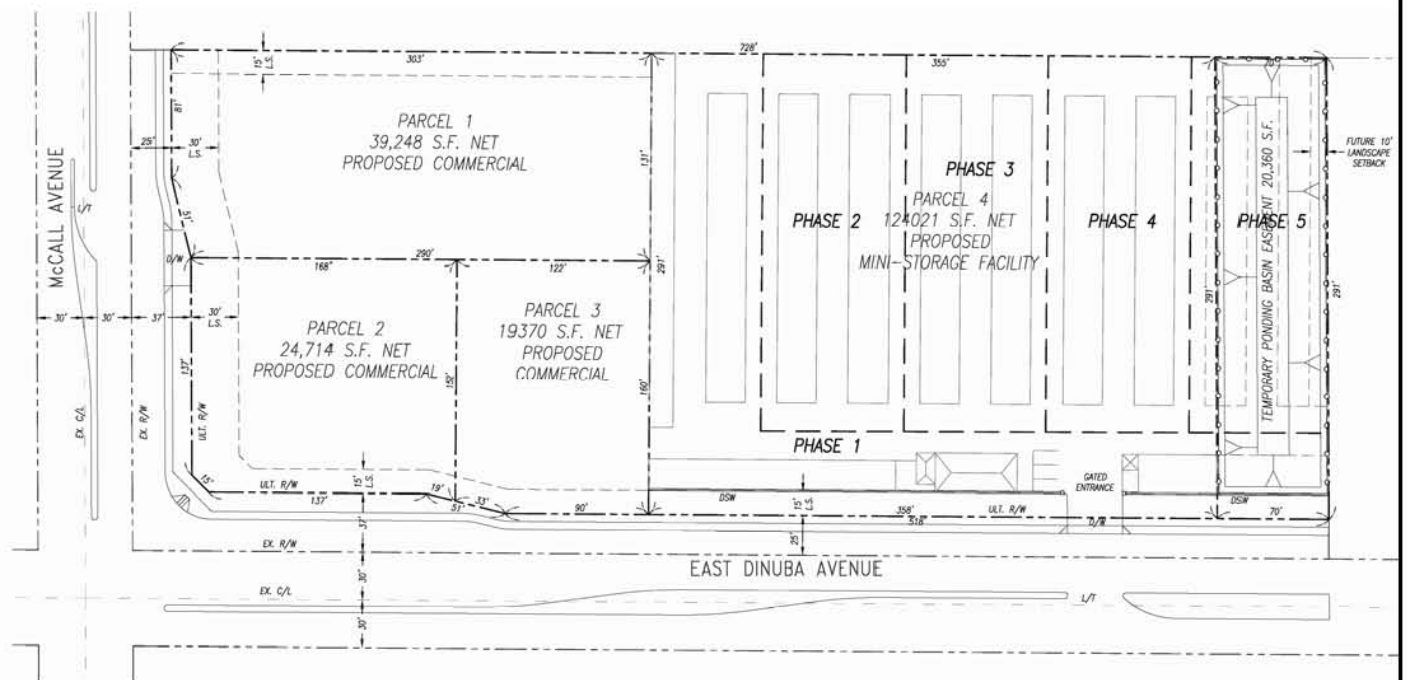 728'
303'
355'
70'
15'
L.S.
81'
25'
30'
L.S.
51'
PARCEL 1
39,248 S.F. NET
PROPOSED COMMERCIAL
131'
McCALL AVENUE
L/T
PHASE 3
PHASE 2
PARCEL 4
124021 S.F. NET
PROPOSED
MINI-STORAGE FACILITY
PHASE 4
PHASE 5
TEMPORARY PONDING BASIN EASEMENT 20,360 S.F.
FUTURE 10'
LANDSCAPE
SETBACK
D/W
168'
290'
122'
291'
291'
291'
30'
30'
37'
30'
L.S.
PARCEL 2
24,714 S.F. NET
PROPOSED COMMERCIAL
PARCEL 3
19370 S.F. NET
PROPOSED
COMMERCIAL
137'
152'
160'
EX. C/L
EX. R/W
ULT. R/W
PHASE 1
15'
ULT. R/W
137'
15'
L.S.
19'
51'
33'
90'
DSW
15'
L.S.
358'
518'
ULT. R/W
GATED
ENTRANCE
D/W
DSW
70'
37'
25'
EX. R/W
30'
EAST DINUBA AVENUE
EX. C/L
L/T
30'